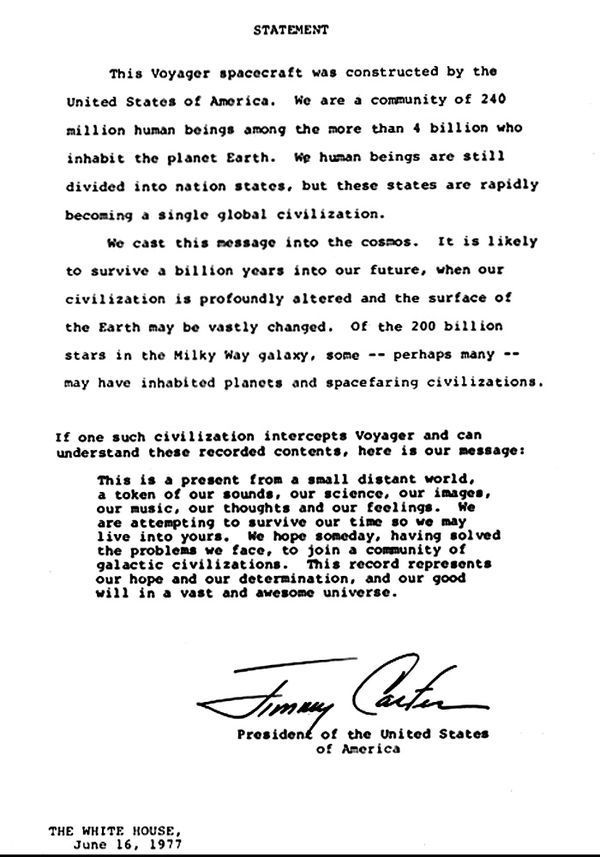 STATEMENT
This Voyager spacecraft was constructed by the
United States of America. We are a community of 240
million human beings among the more than 4 billion who
inhabit the planet Earth. We human beings are still
divided into nation states, but these states are rapidly
becoming a single global civilization.
We cast this message into the cosmos. It is likely
to survive a billion years into our future, when our
civilization is profoundly altered and the surface of
the Earth may be vastly changed. Of the 200 billion
stars in the Milky Way galaxy, some -- perhaps many --
may have inhabited planets and spacefaring civilizations.
If one such civilization intercepts Voyager and can
understand these recorded contents, here is our message:
This is a present from a small distant world,
a token of our sounds, our science, our images,
our music, our thoughts and our feelings. We
are attempting to survive our time so we may
live into yours. We hope someday, having solved
the problems we face, to join a community of
galactic civilizations. This record represents
our hope and our determination, and our good
will in a vast and awesome universe.
Jimmy Carter
President of the United States
of America
THE WHITE HOUSE,
June 16, 1977